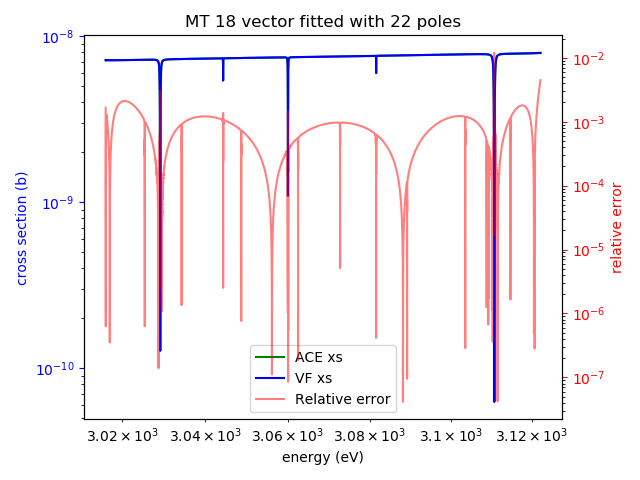 MT 18 vector fitted with 22 poles
10⁻⁸
10⁻⁹
10⁻¹⁰
cross section (b)
10⁻²
10⁻³
10⁻⁴
10⁻⁵
10⁻⁶
10⁻⁷
relative error
ACE xs
VF xs
Relative error
3.02 × 10³ 3.04 × 10³ 3.06 × 10³ 3.08 × 10³ 3.1 × 10³ 3.12 × 10³
energy (eV)